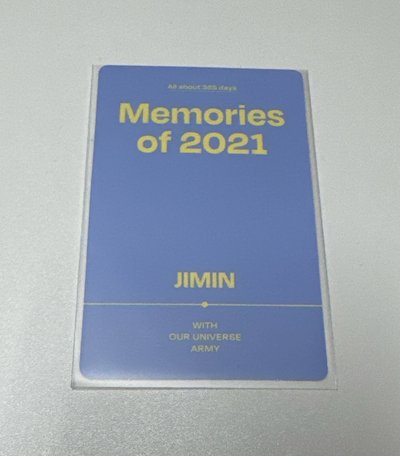 All about 365 days
Memories
of 2021
JIMIN
WITH
OUR UNIVERSE
ARMY